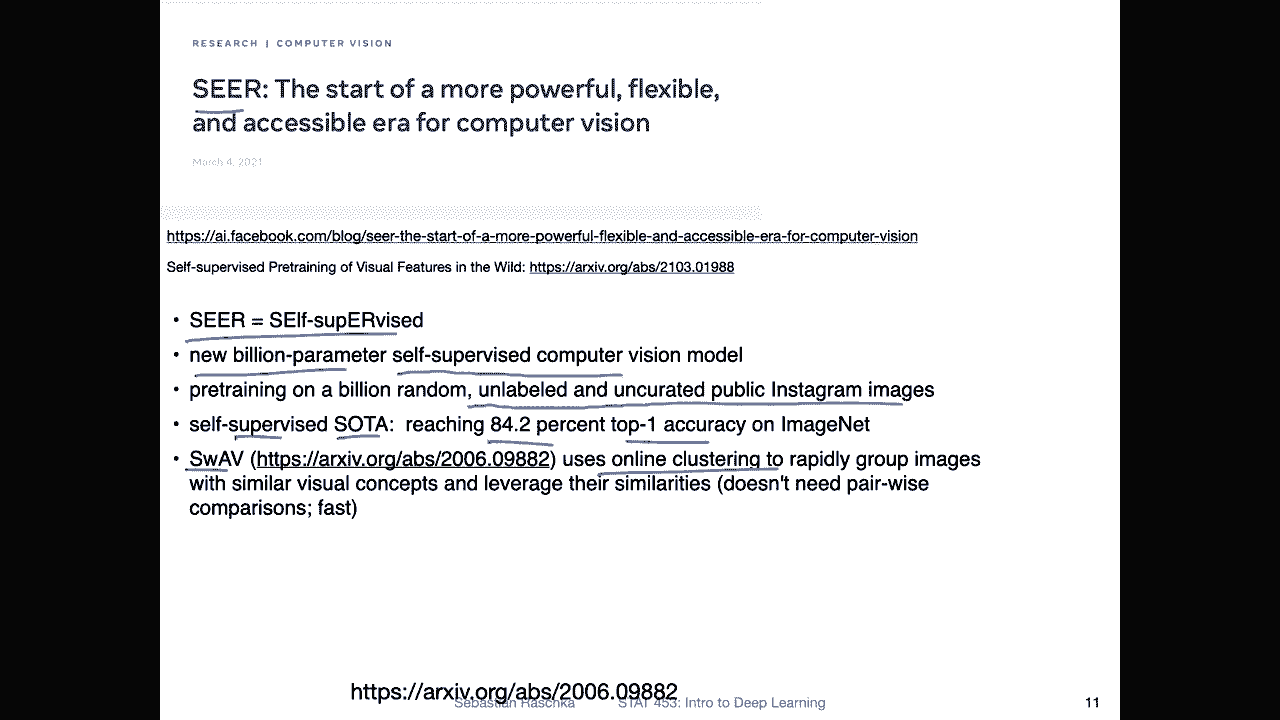 RESEARCH | COMPUTER VISION
SEER: The start of a more powerful, flexible,
and accessible era for computer vision
March 4, 2021
https://ai.facebook.com/blog/seer-the-start-of-a-more-powerful-flexible-and-accessible-era-for-computer-vision
Self-supervised Pretraining of Visual Features in the Wild: https://arxiv.org/abs/2103.01988
• SEER = SElf-supERvised
• new billion-parameter self-supervised computer vision model
• pretraining on a billion random, unlabeled and uncurated public Instagram images
• self-supervised SOTA: reaching 84.2 percent top-1 accuracy on ImageNet
• SwAV (https://arxiv.org/abs/2006.09882) uses online clustering to rapidly group images
with similar visual concepts and leverage their similarities (doesn't need pair-wise
comparisons; fast)
https://arxiv.org/abs/2006.09882
Sebastian Raschka STAT 453: Intro to Deep Learning 11